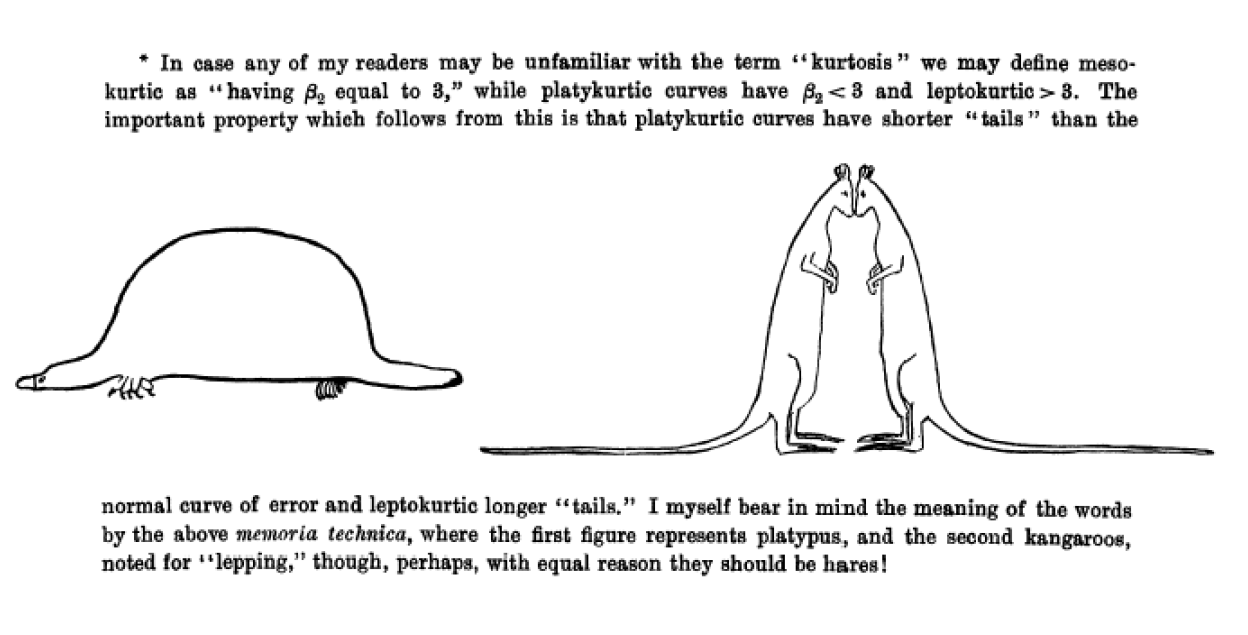 * In case any of my readers may be unfamiliar with the term “kurtosis” we may define meso-
kurtic as “having β₂ equal to 3,” while platykurtic curves have β₂ < 3 and leptokurtic > 3. The
important property which follows from this is that platykurtic curves have shorter “tails” than the
normal curve of error and leptokurtic longer “tails.” I myself bear in mind the meaning of the words
by the above memoria technica, where the first figure represents platypus, and the second kangaroos,
noted for “lepping,” though, perhaps, with equal reason they should be hares!